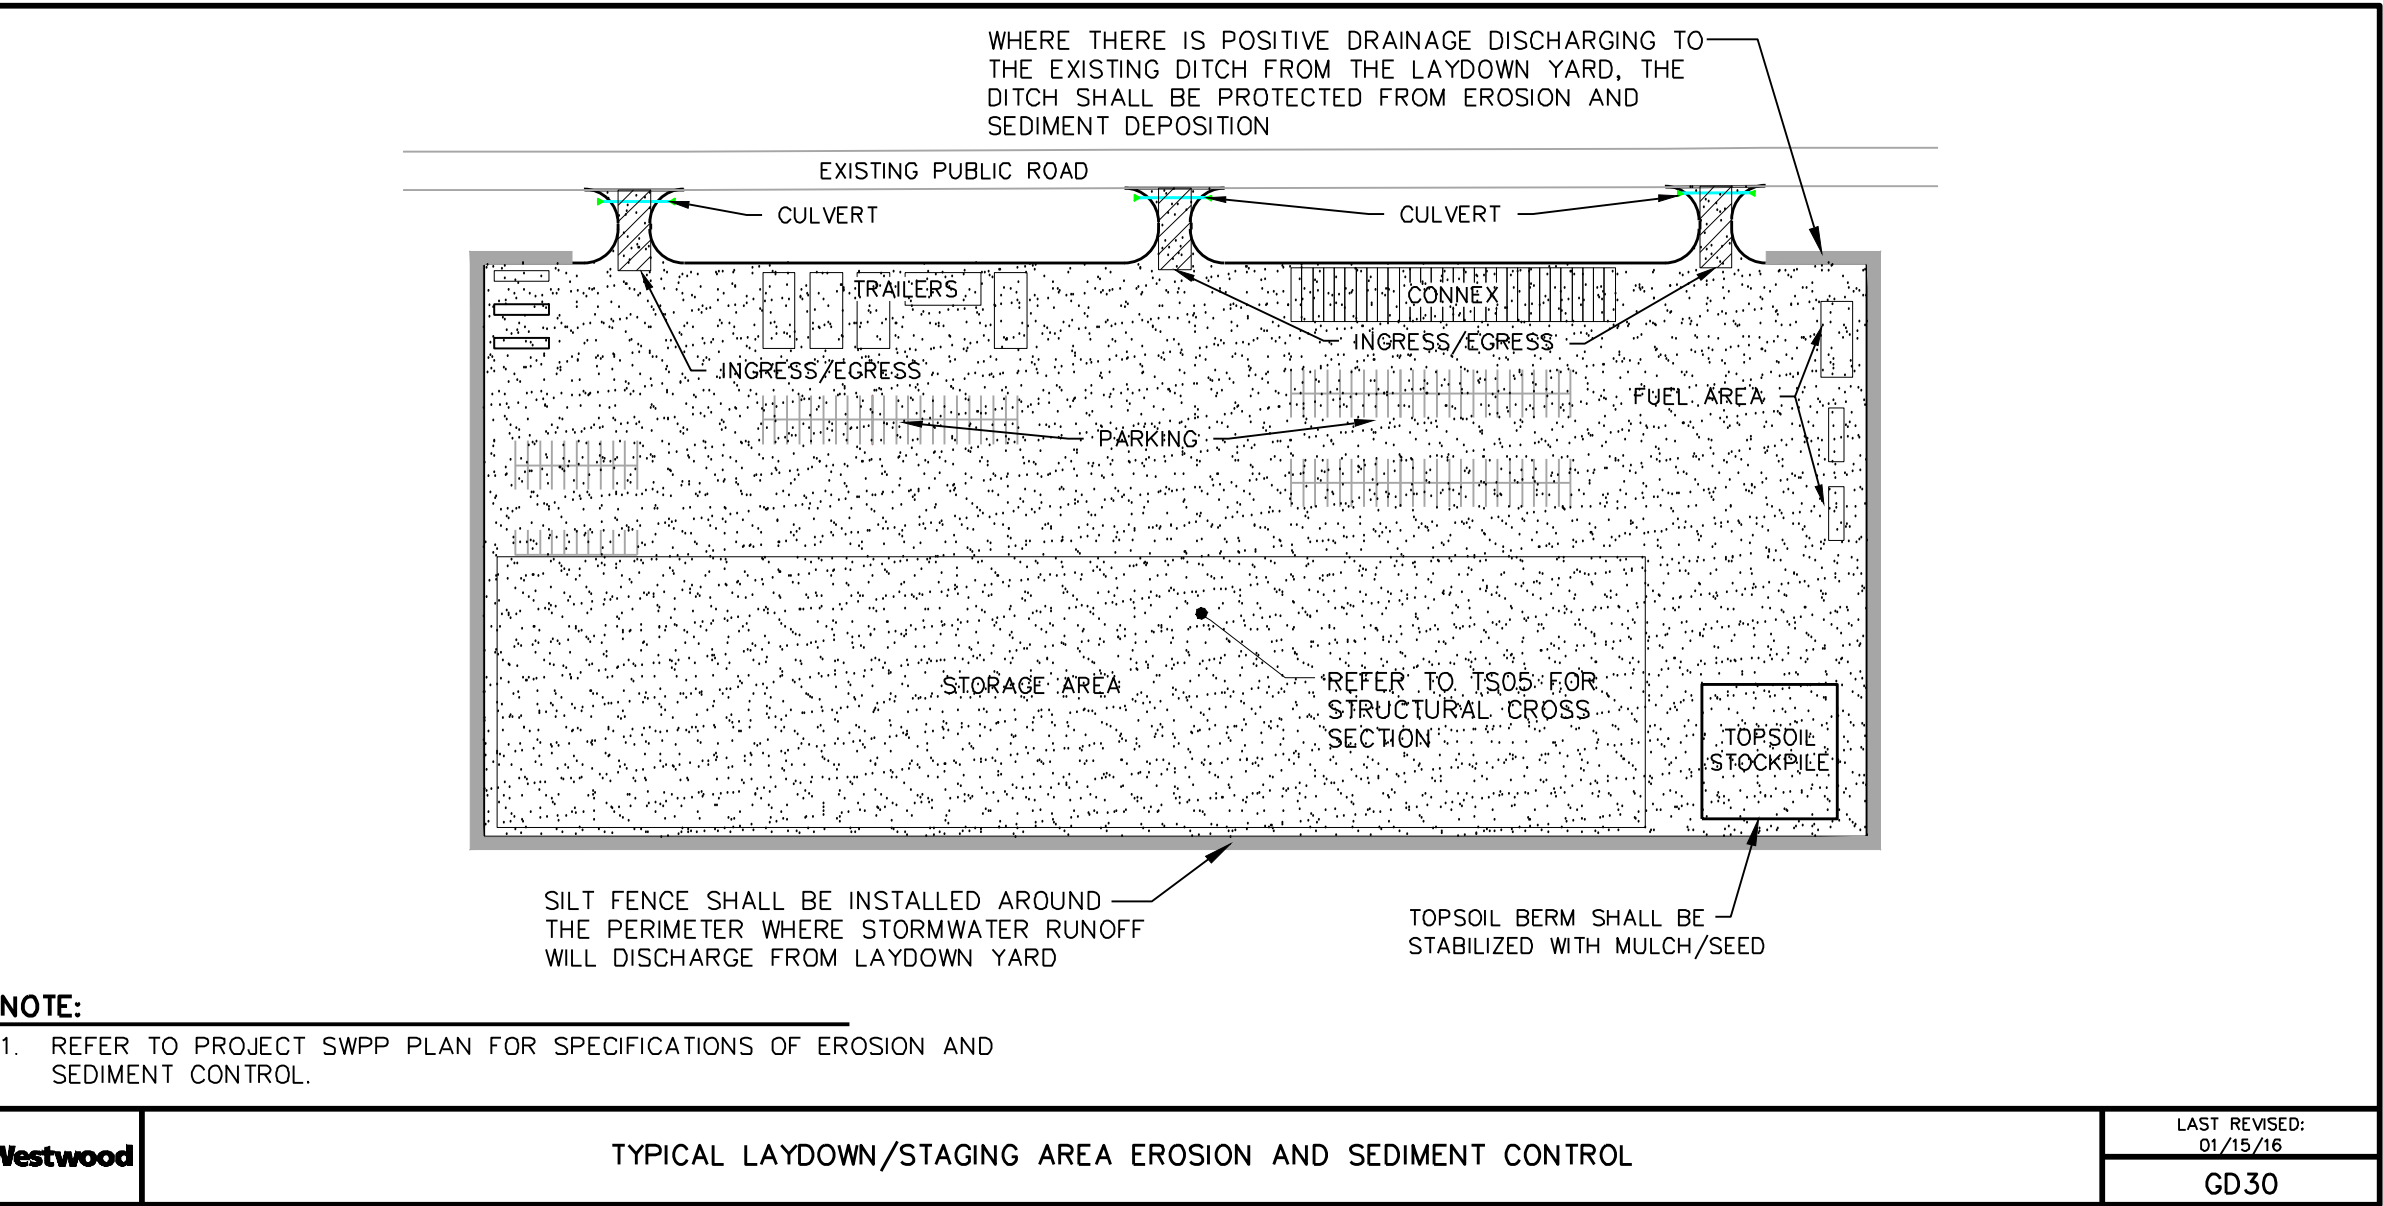 WHERE THERE IS POSITIVE DRAINAGE DISCHARGING TO
THE EXISTING DITCH FROM THE LAYDOWN YARD, THE
DITCH SHALL BE PROTECTED FROM EROSION AND
SEDIMENT DEPOSITION
EXISTING PUBLIC ROAD
CULVERT
CULVERT
TRAILERS
CONNEX
INGRESS/EGRESS
INGRESS/EGRESS
FUEL AREA
PARKING
STORAGE AREA
REFER TO TS05 FOR
STRUCTURAL CROSS
SECTION
TOPSOIL
STOCKPILE
SILT FENCE SHALL BE INSTALLED AROUND
THE PERIMETER WHERE STORMWATER RUNOFF
WILL DISCHARGE FROM LAYDOWN YARD
TOPSOIL BERM SHALL BE
STABILIZED WITH MULCH/SEED
NOTE:
1. REFER TO PROJECT SWPP PLAN FOR SPECIFICATIONS OF EROSION AND
SEDIMENT CONTROL.
Westwood
TYPICAL LAYDOWN/STAGING AREA EROSION AND SEDIMENT CONTROL
LAST REVISED:
01/15/16
GD30